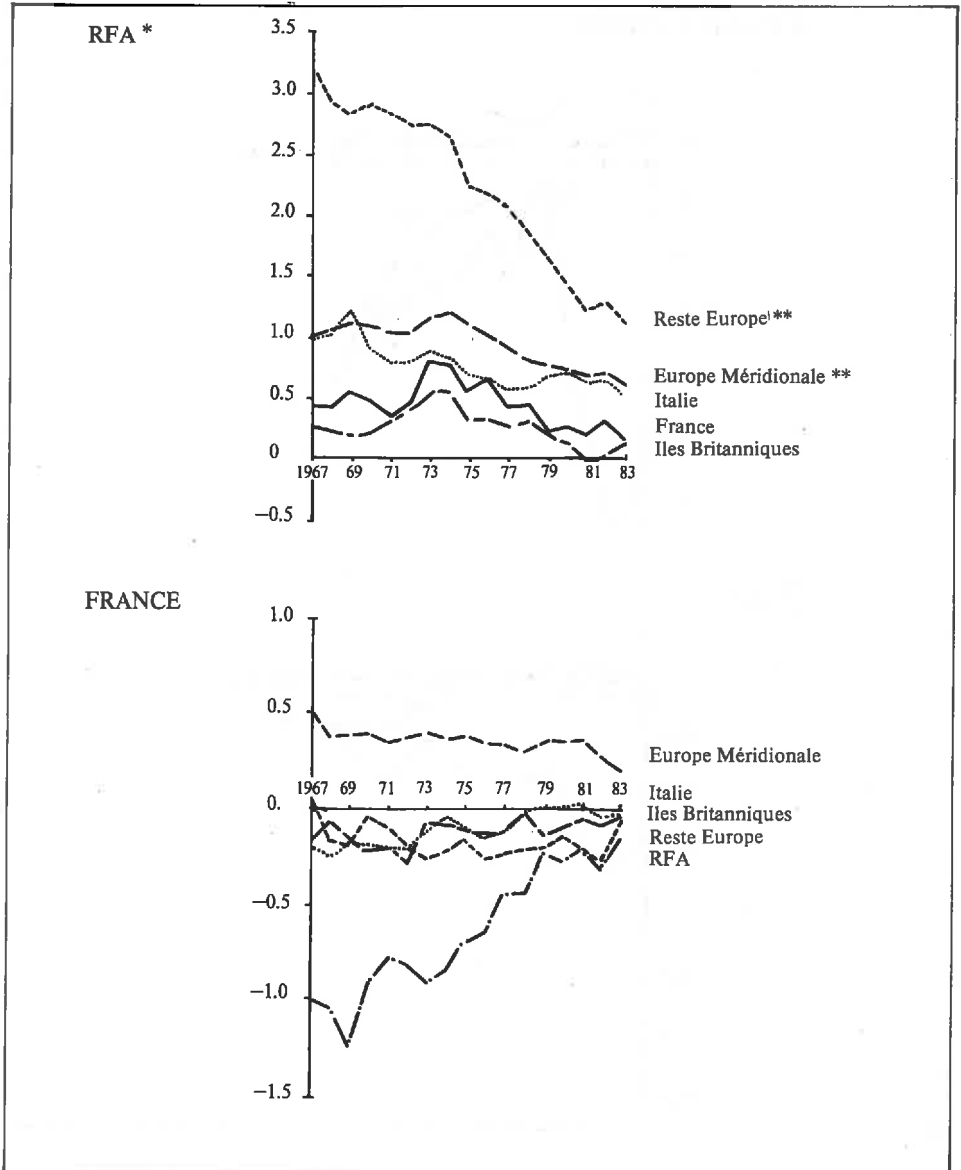 RFA *
3.5
3.0
2.5
2.0
1.5
1.0
0.5
0
−0.5
1967 69 71 73 75 77 79 81 83
Reste Europe **
Europe Méridionale **
Italie
France
Iles Britanniques
FRANCE
1.0
0.5
0.
−0.5
−1.0
−1.5
1967 69 71 73 75 77 79 81 83
Europe Méridionale
Italie
Iles Britanniques
Reste Europe
RFA